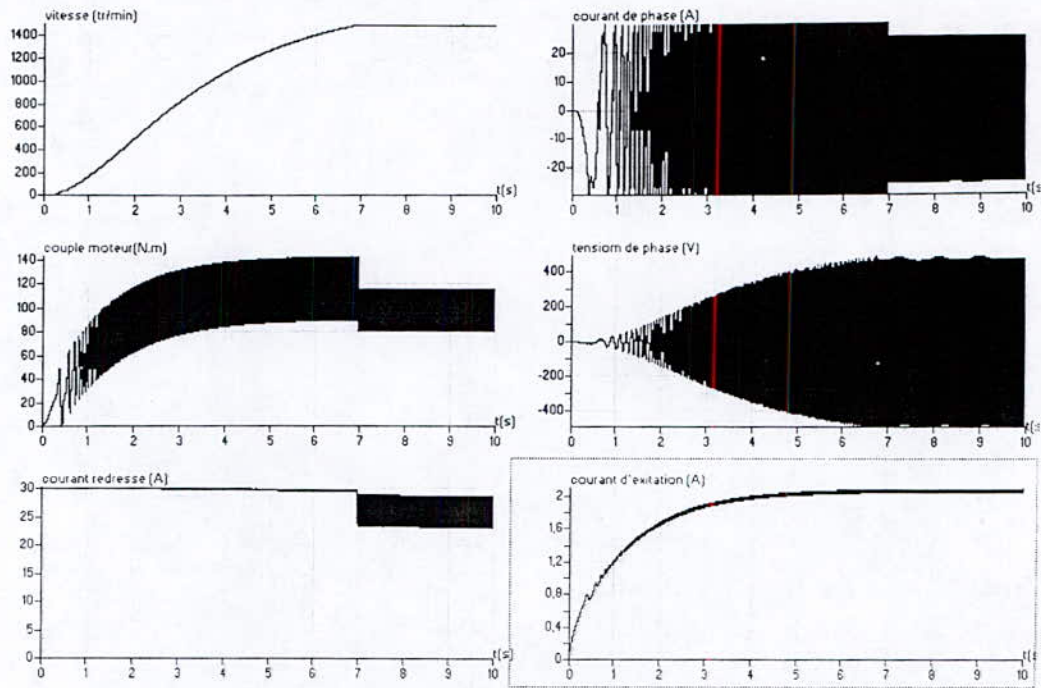 vitesse (tr/min)
1400
1200
1000
800
600
400
200
0
0 1 2 3 4 5 6 7 8 9 10
t(s)
courant de phase (A)
20
10
0
-10
-20
0 1 2 3 4 5 6 7 8 9 10
t(s
couple moteur(N.m)
140
120
100
80
60
40
20
0
0 1 2 3 4 5 6 7 8 9 10
t(s)
tensiom de phase (V)
400
200
0
-200
-400
0 1 2 3 4 5 6 7 8 9 10
t(s
courant redresse (A)
30
25
20
15
10
5
0
0 1 2 3 4 5 6 7 8 9 10
t(s)
courant d'exitation (A)
2
1,6
1,2
0,8
0,4
0
0 1 2 3 4 5 6 7 8 9 10
t(s